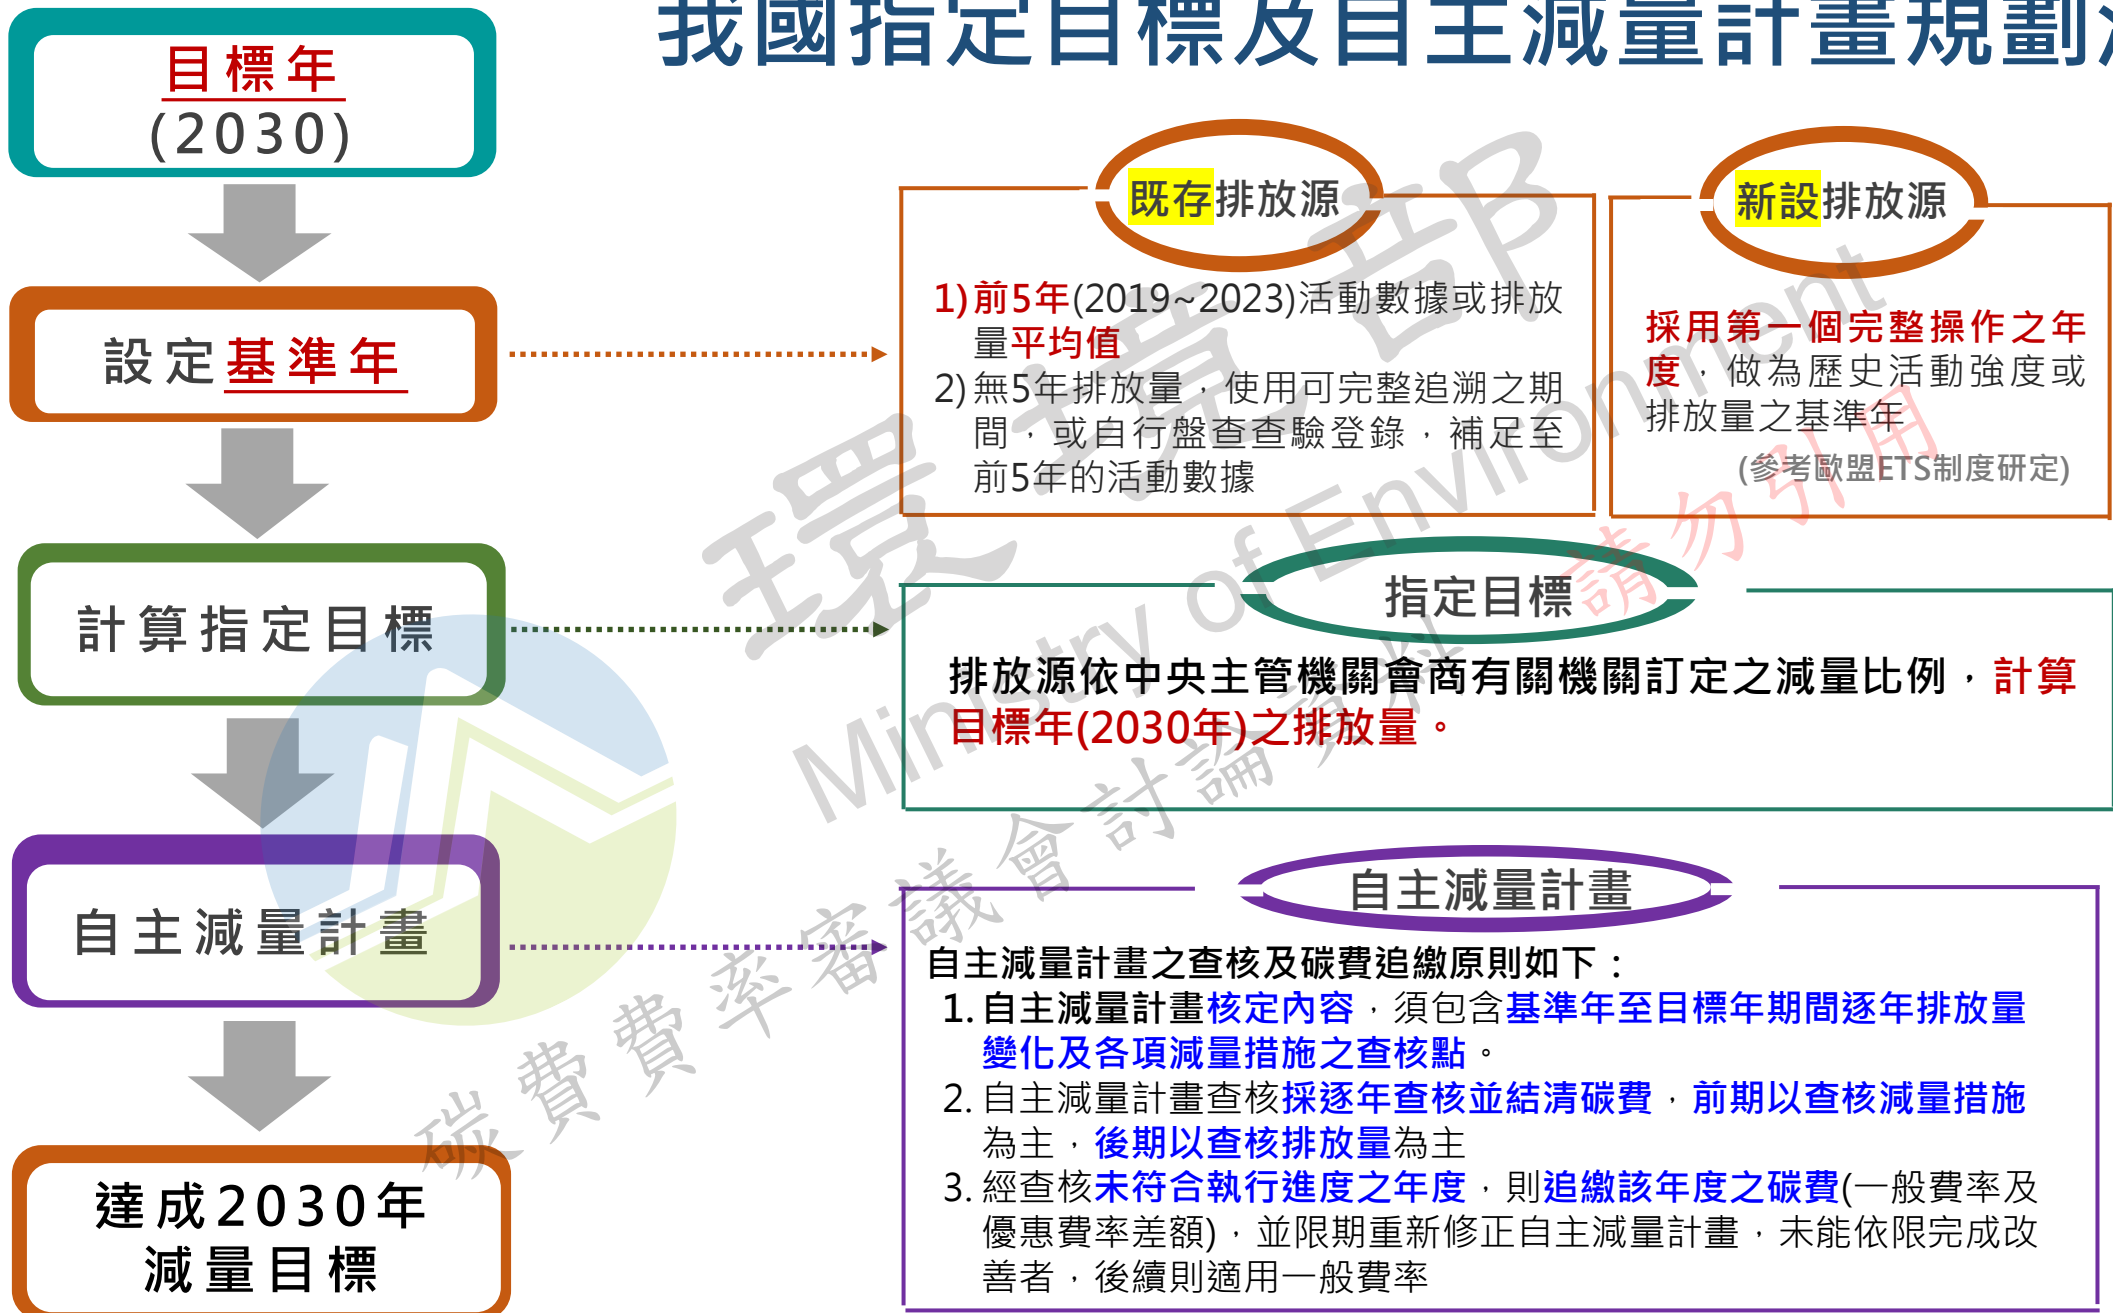 我國指定目標及自主減量計畫規劃
目標年
(2030)
設定基準年
計算指定目標
自主減量計畫
達成2030年
減量目標
既存排放源
1)前5年(2019~2023)活動數據或排放
量平均值
2)無5年排放量，使用可完整追溯之期
間，或自行盤查查驗登錄，補足至
前5年的活動數據
新設排放源
採用第一個完整操作之年
度，做為歷史活動強度或
排放量之基準年
(參考歐盟ETS制度研定)
指定目標
排放源依中央主管機關會商有關機關訂定之減量比例，計算
目標年(2030年)之排放量。
自主減量計畫
自主減量計畫之查核及碳費追繳原則如下：
1.自主減量計畫核定內容，須包含基準年至目標年期間逐年排放量
變化及各項減量措施之查核點。
2.自主減量計畫查核採逐年查核並結清碳費，前期以查核減量措施
為主，後期以查核排放量為主
3.經查核未符合執行進度之年度，則追繳該年度之碳費(一般費率及
優惠費率差額)，並限期重新修正自主減量計畫，未能依限完成改
善者，後續則適用一般費率
環境部
Ministry of Environment
碳費費率審議會討論資料
請勿引用